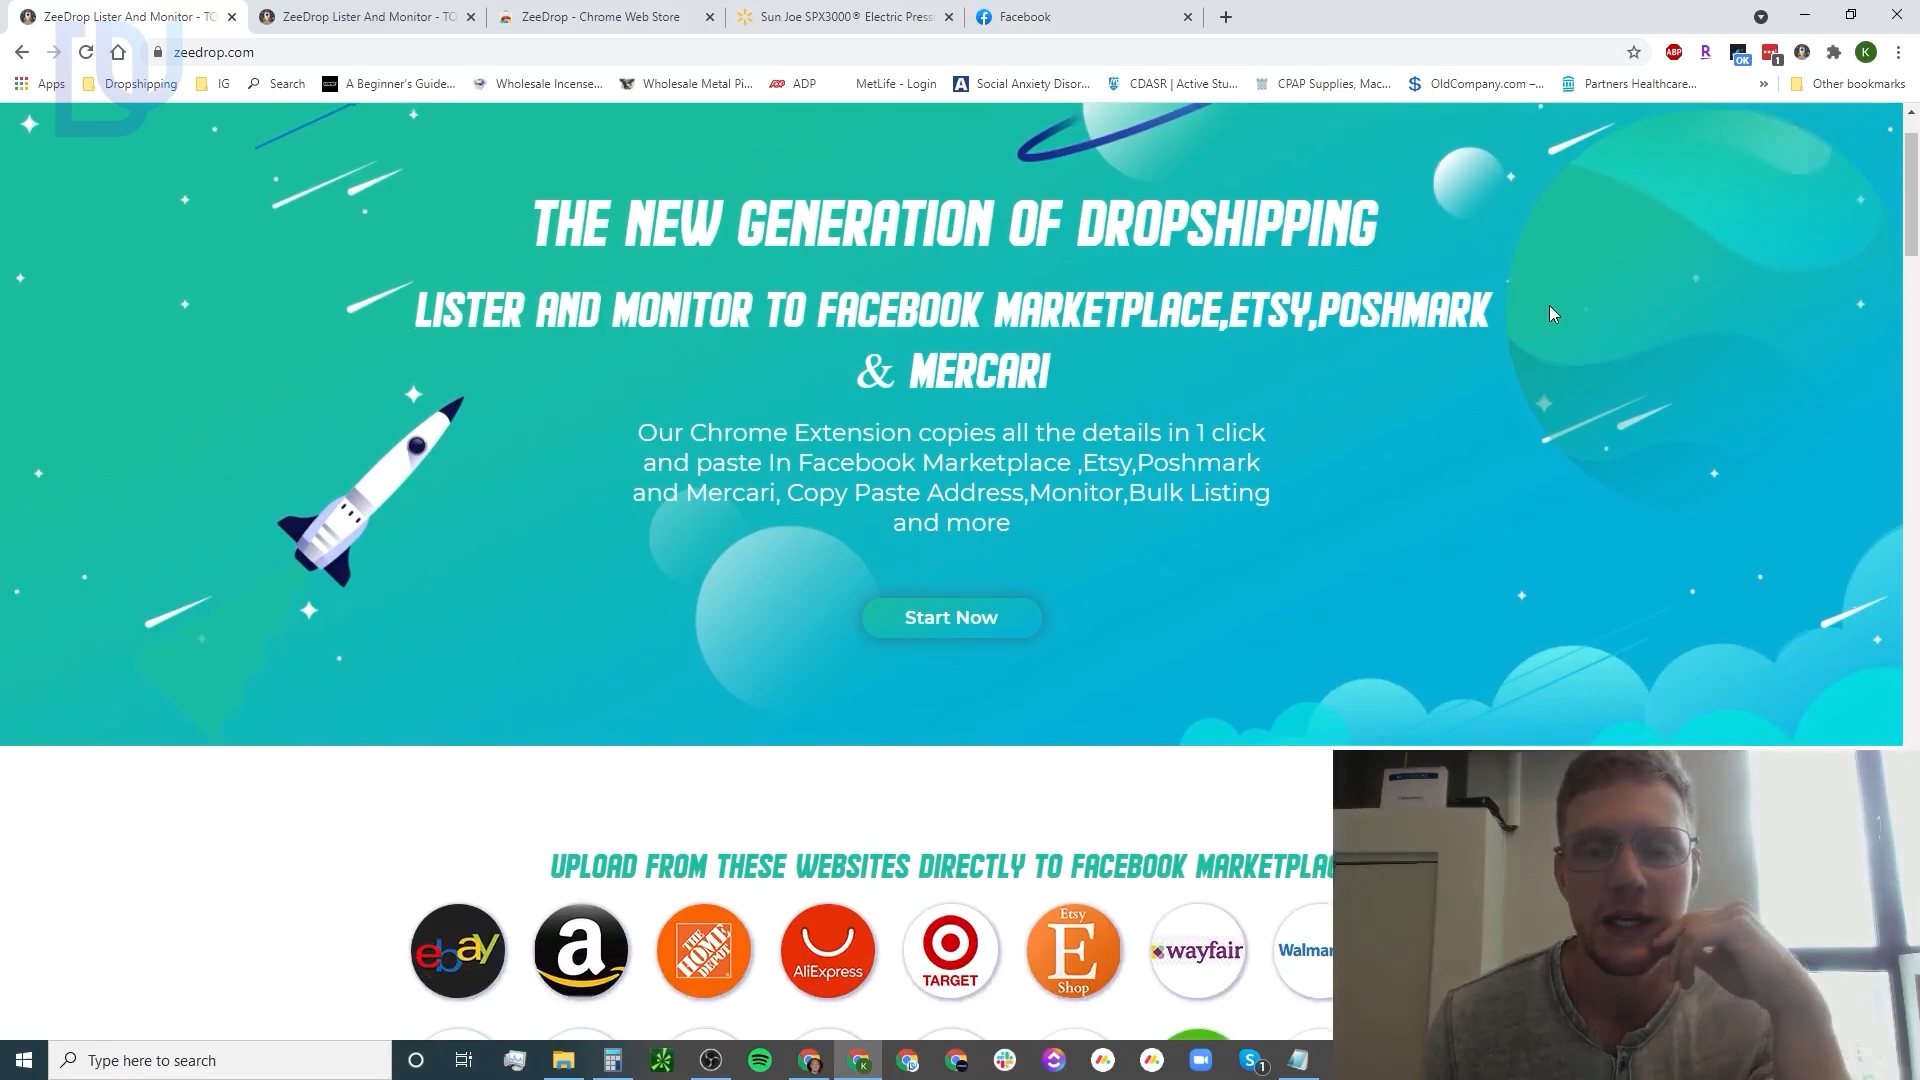 ZeeDrop Lister And Monitor - TO
ZeeDrop Lister And Monitor - TO
ZeeDrop - Chrome Web Store
Sun Joe SPX3000® Electric Press
Facebook
zeedrop.com
ABP
R
OK
1
K
Apps
Dropshipping
IG
Search
A Beginner's Guide...
Wholesale Incense...
Wholesale Metal Pi...
ADP
MetLife - Login
Social Anxiety Disor...
CDASR | Active Stu...
CPAP Supplies, Mac...
OldCompany.com –...
Partners Healthcare...
»
Other bookmarks
THE NEW GENERATION OF DROPSHIPPING
LISTER AND MONITOR TO FACEBOOK MARKETPLACE,ETSY,POSHMARK
& MERCARI
Our Chrome Extension copies all the details in 1 click
and paste In Facebook Marketplace ,Etsy,Poshmark
and Mercari, Copy Paste Address,Monitor,Bulk Listing
and more
Start Now
UPLOAD FROM THESE WEBSITES DIRECTLY TO FACEBOOK MARKETPLAC
ebay
a
THE HOME DEPOT
AliExpress
TARGET
Etsy
E
Shop
wayfair
Walmar
Type here to search
K
S
1